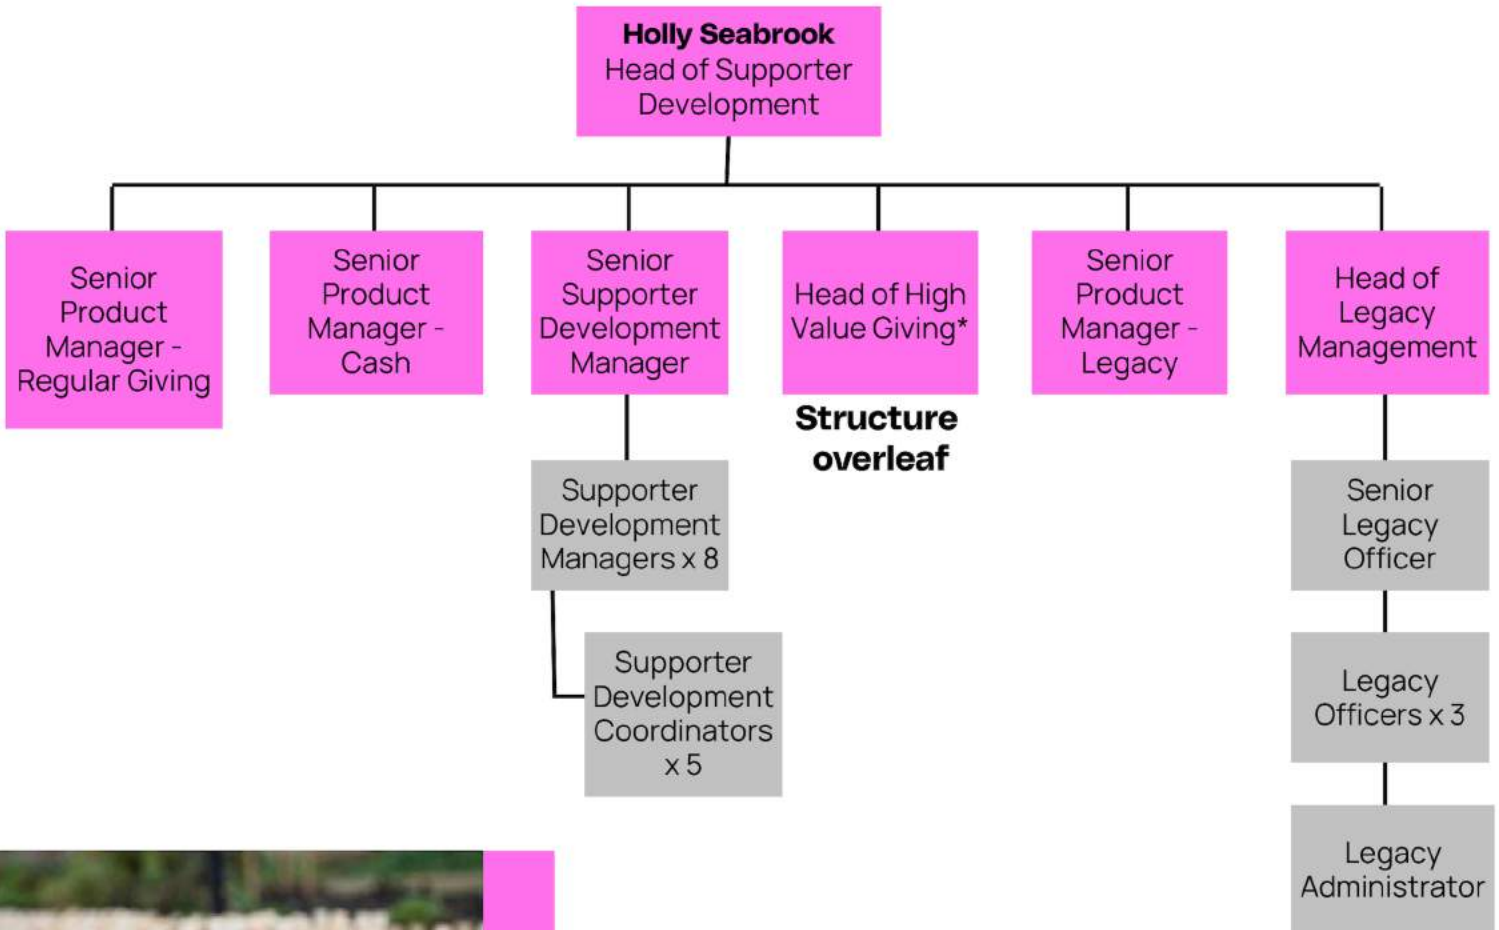 Holly Seabrook
Head of Supporter
Development
Senior
Product
Manager -
Regular Giving
Senior
Product
Manager -
Cash
Senior
Supporter
Development
Manager
Head of High
Value Giving*
Structure
overleaf
Senior
Product
Manager -
Legacy
Head of
Legacy
Management
Supporter
Development
Managers x 8
Supporter
Development
Coordinators
x 5
Senior
Legacy
Officer
Legacy
Officers x 3
Legacy
Administrator